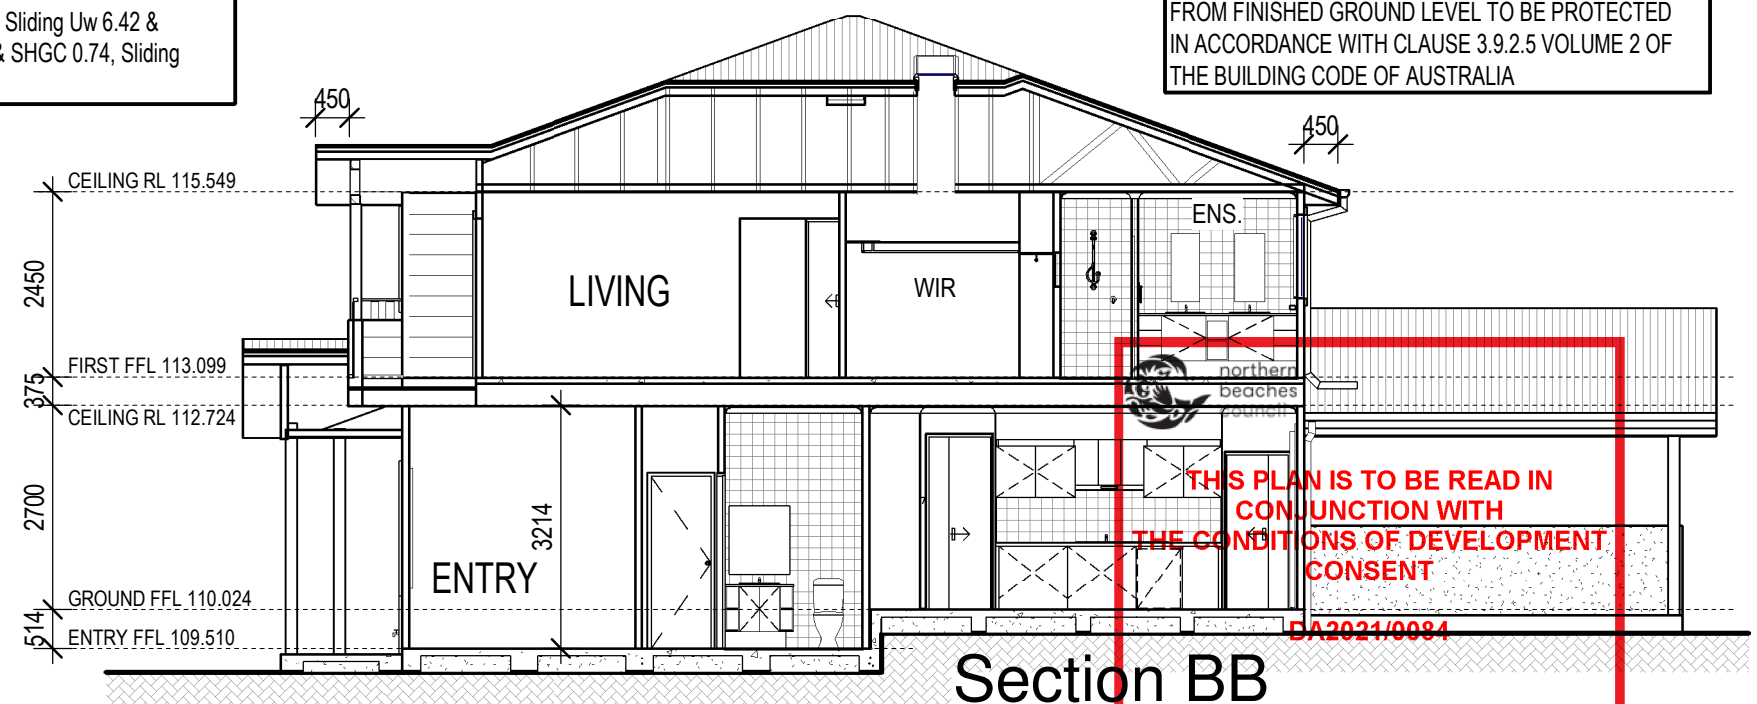 Sliding Uw 6.42 &
& SHGC 0.74, Sliding
FROM FINISHED GROUND LEVEL TO BE PROTECTED
IN ACCORDANCE WITH CLAUSE 3.9.2.5 VOLUME 2 OF
THE BUILDING CODE OF AUSTRALIA
450
450
CEILING RL 115.549
ENS.
2450
LIVING
WIR
FIRST FFL 113.099
375
CEILING RL 112.724
northern
beaches
council
2700
3214
ENTRY
THIS PLAN IS TO BE READ IN
CONJUNCTION WITH
THE CONDITIONS OF DEVELOPMENT
CONSENT
DA2021/0084
GROUND FFL 110.024
514
ENTRY FFL 109.510
Section BB